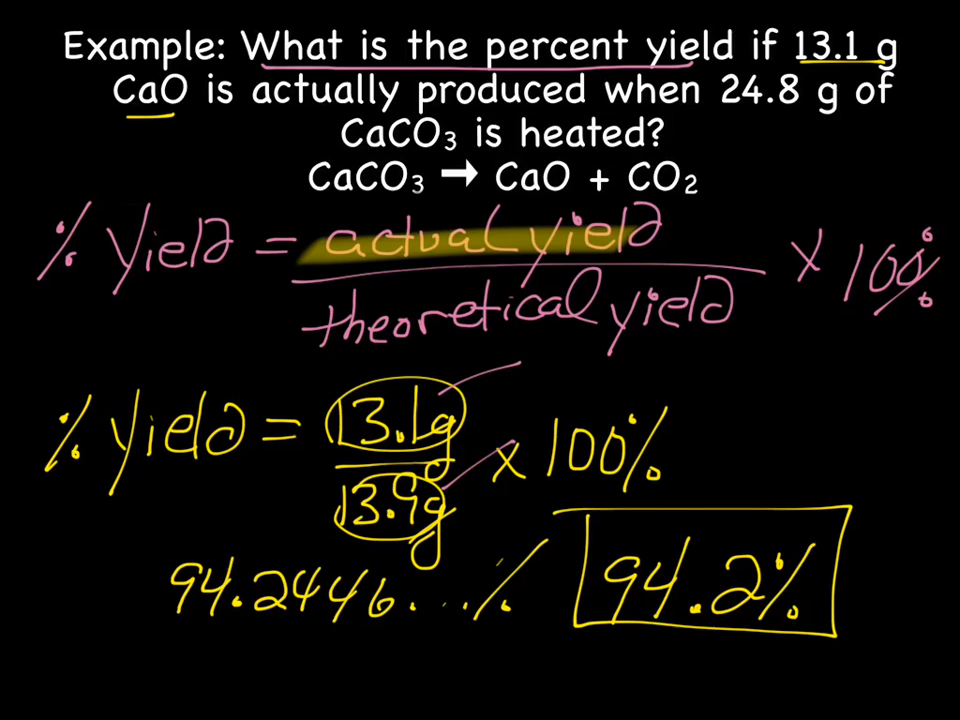 Example: What is the percent yield if 13.1 g
CaO is actually produced when 24.8 g of
CaCO₃ is heated?
CaCO₃ → CaO + CO₂
% Yield = actual yield
theoretical yield
x 100%
% Yield = 13.1g
13.9g
x 100%
94.2446...%
94.2%